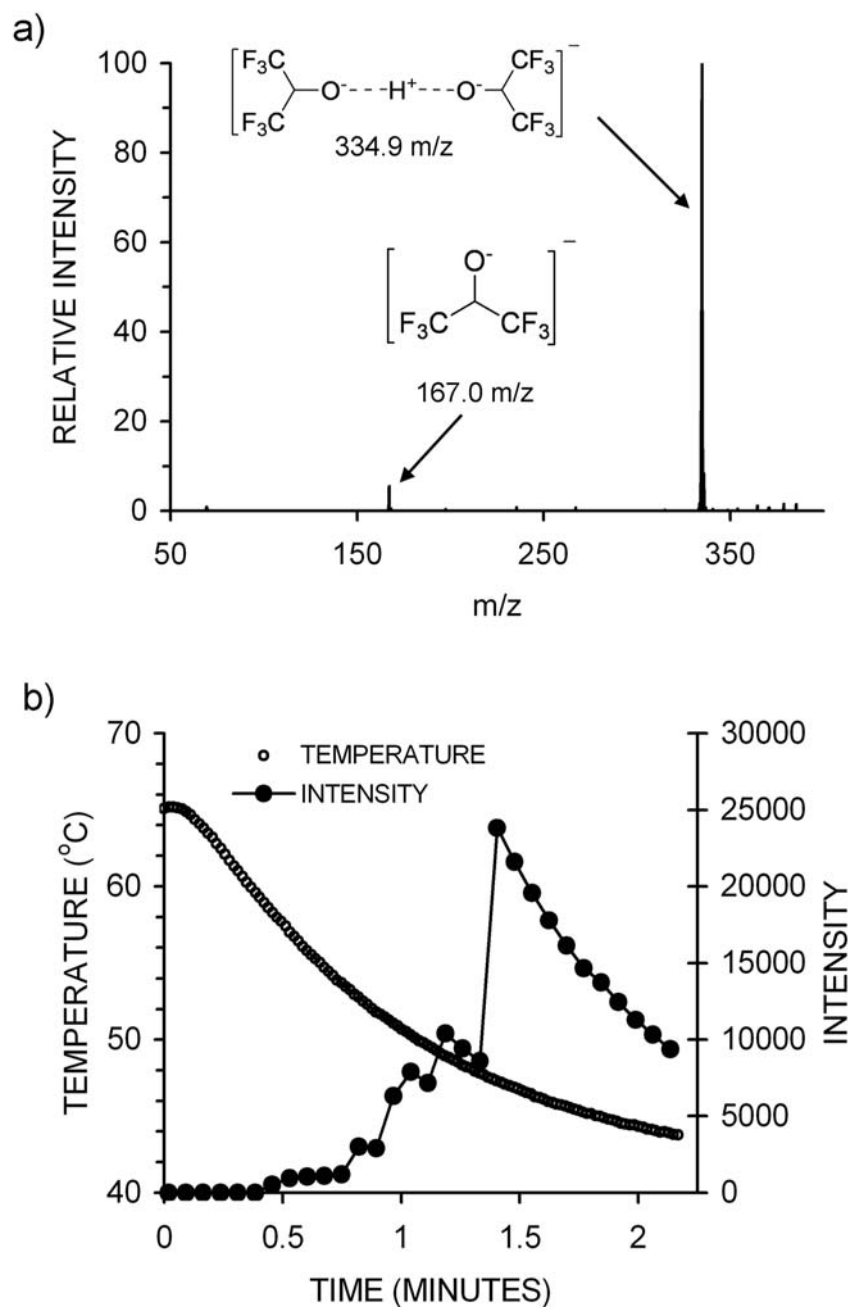 a)
RELATIVE INTENSITY
100
80
60
40
20
0
50
150
250
350
m/z
F₃C
F₃C
O⁻----H⁺----O⁻
CF₃
CF₃
−
334.9 m/z
O⁻
F₃C
CF₃
−
167.0 m/z
b)
TEMPERATURE (°C)
70
60
50
40
TEMPERATURE
INTENSITY
30000
25000
20000
15000
10000
5000
0
INTENSITY
0
0.5
1
1.5
2
TIME (MINUTES)